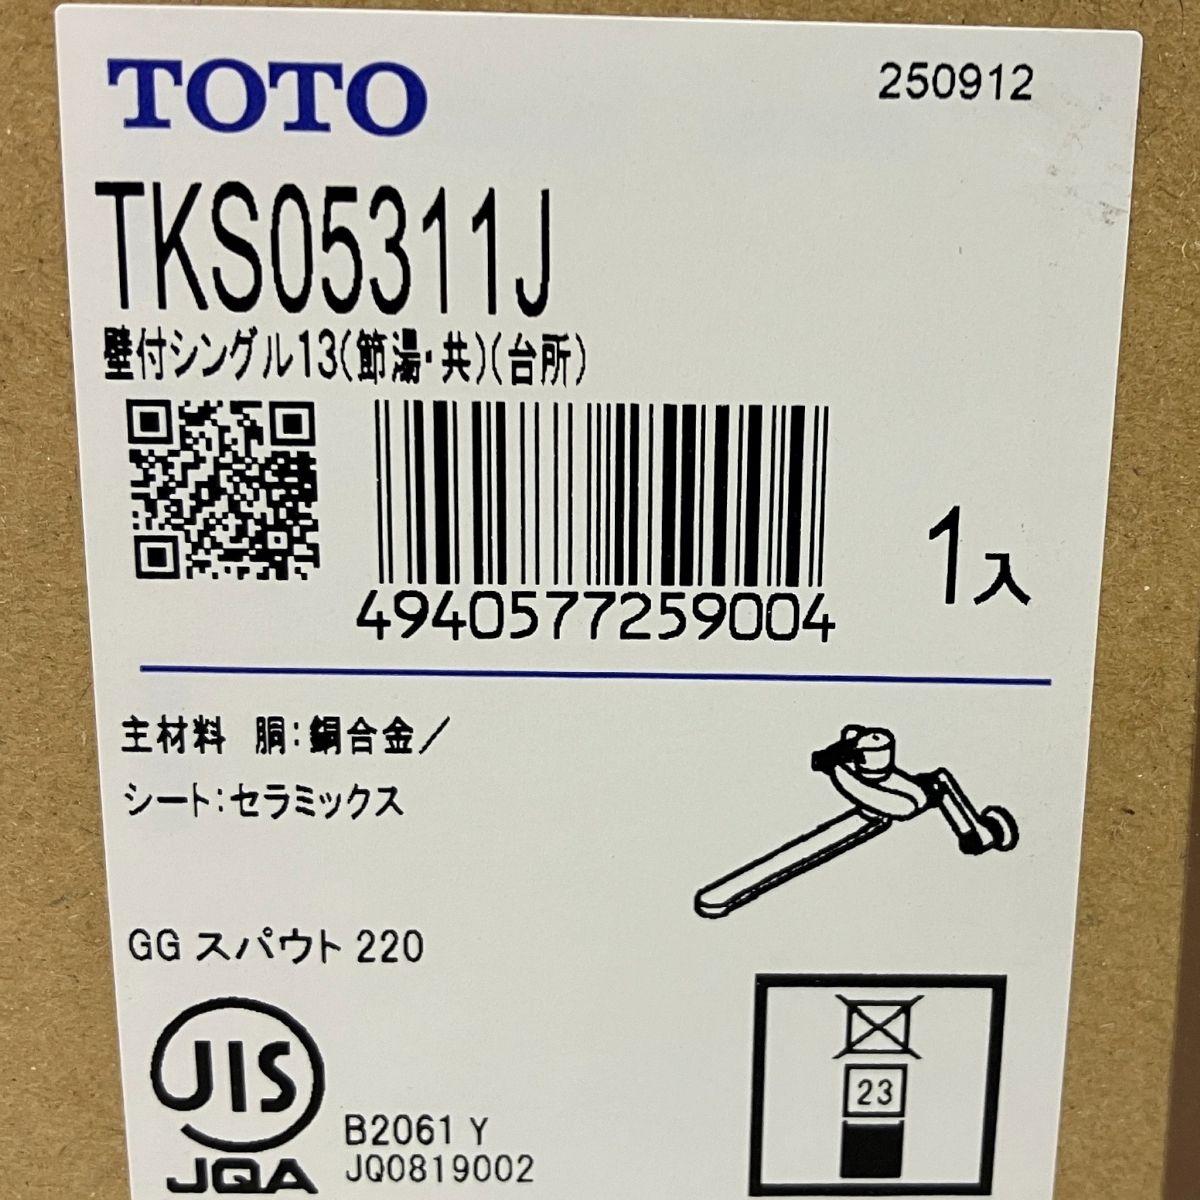 TOTO
250912
TKS05311J
壁付シングル13(節湯・共)(台所)
4940577259004
1入
主材料 胴:銅合金/
シート:セラミックス
GG スパウト 220
JIS
JQA
B2061 Y
JQ0819002
23